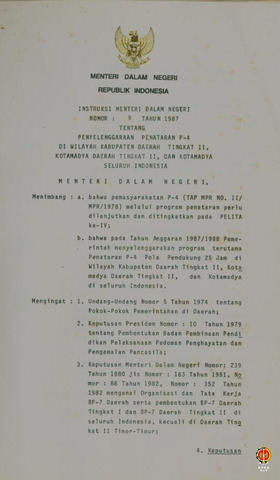 MENTERI DALAM NEGERI
REPUBLIK INDONESIA
INSTRUKSI MENTERI DALAM NEGERI
NOMOR : 9 TAHUN 1987
TENTANG
PENYELENGGARAAN PENATARAN P-4
DI WILAYAH KABUPATEN DAERAH TINGKAT II,
KOTAMADYA DAERAH TINGKAT II, DAN KOTAMADYA
SELURUH INDONESIA
MENTERI DALAM NEGERI,
Menimbang : a. bahwa pemasyarakatan P-4 (TAP MPR NO. II/
MPR/1978) melalui program penataran perlu
dilanjutkan dan ditingkatkan pada PELITA
ke-IV;
b. bahwa pada Tahun Anggaran 1987/1988 Peme-
rintah menyelenggarakan program terutama
Penataran P-4 Pola Pendukung 25 Jam di
Wilayah Kabupaten Daerah Tingkat II, Kota
madya Daerah Tingkat II, dan Kotamadya
di seluruh Indonesia.
Mengingat : 1. Undang-Undang Nomor 5 Tahun 1974 tentang
Pokok-Pokok Pemerintahan di Daerah;
2. Keputusan Presiden Nomor : 10 Tahun 1979
tentang Pembentukan Badan Pembinaan Pendi
dikan Pelaksanaan Pedoman Penghayatan dan
Pengamalan Pancasila;
3. Keputusan Menteri Dalam Negeri Nomor; 239
Tahun 1980 jis Nomor : 163 Tahun 1981, No
mor : 86 Tahun 1982, Nomor : 352 Tahun
1982 mengenai Organisasi dan Tata Kerja
BP-7 Daerah serta pembentukan BP-7 Daerah
Tingkat I dan BP-7 Daerah Tingkat II di
seluruh Indonesia, kecuali di Daerah Ting
kat II Timor-Timur;
4. Keputusan